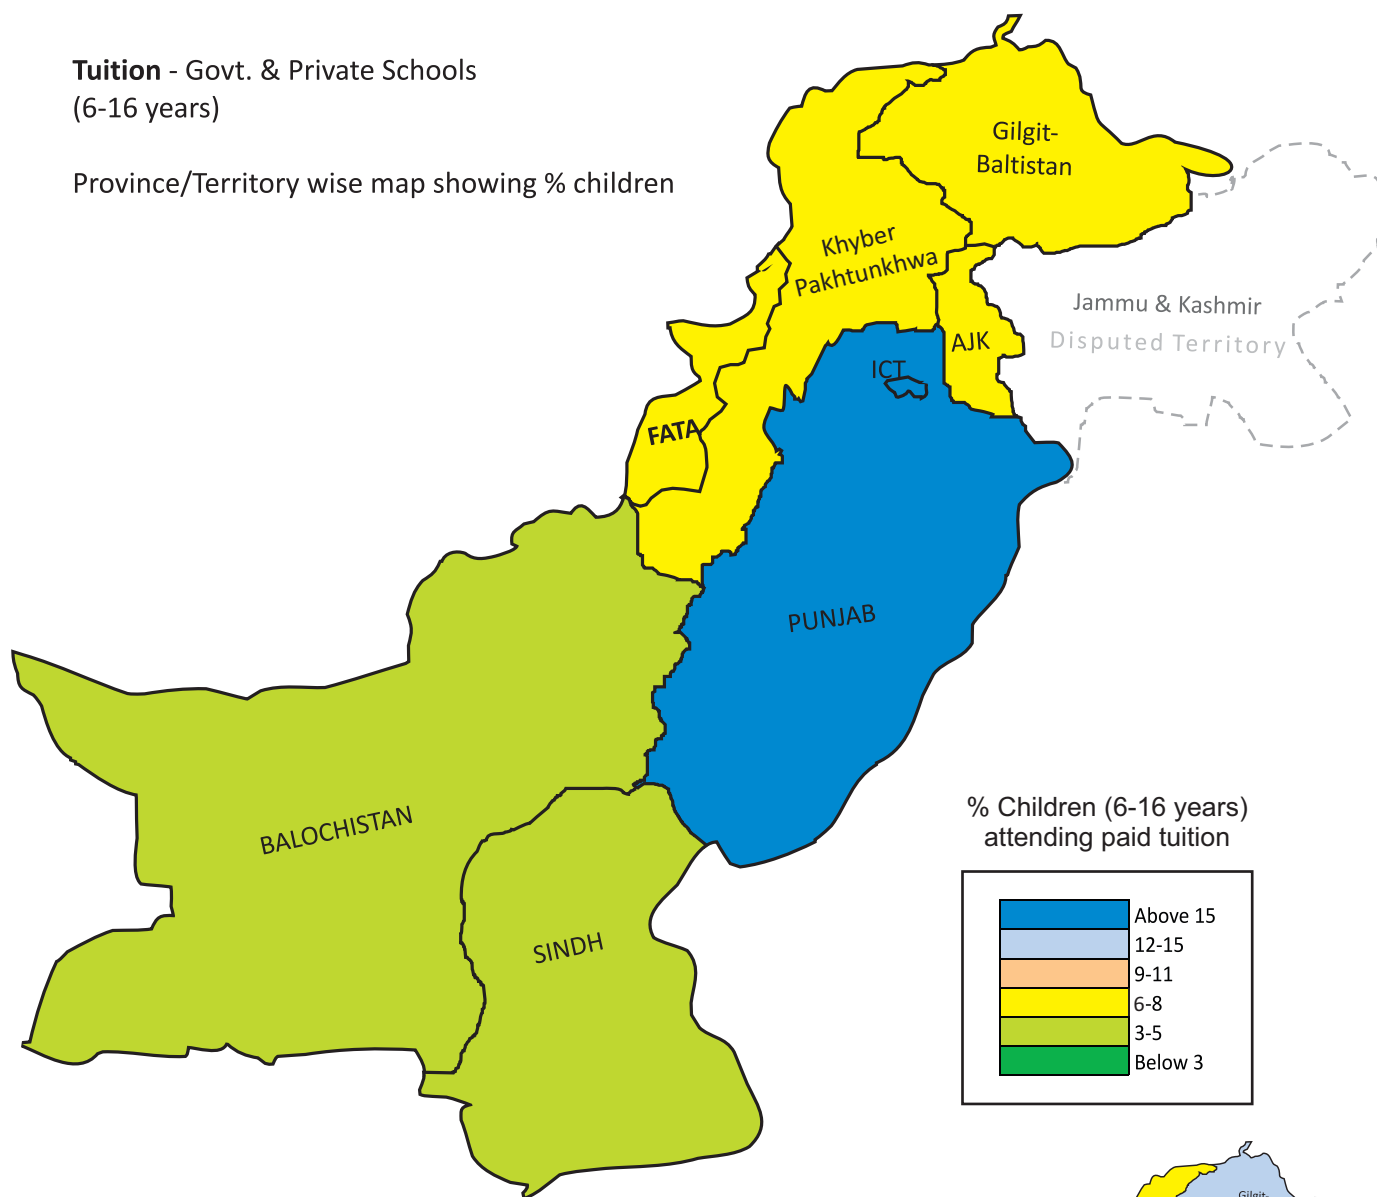 Tuition - Govt. & Private Schools
(6-16 years)
Province/Territory wise map showing % children
Gilgit-
Baltistan
Khyber
Pakhtunkhwa
Jammu & Kashmir
Disputed Territory
AJK
ICT
FATA
PUNJAB
BALOCHISTAN
SINDH
% Children (6-16 years)
attending paid tuition
Above 15
12-15
9-11
6-8
3-5
Below 3
Gilgit-